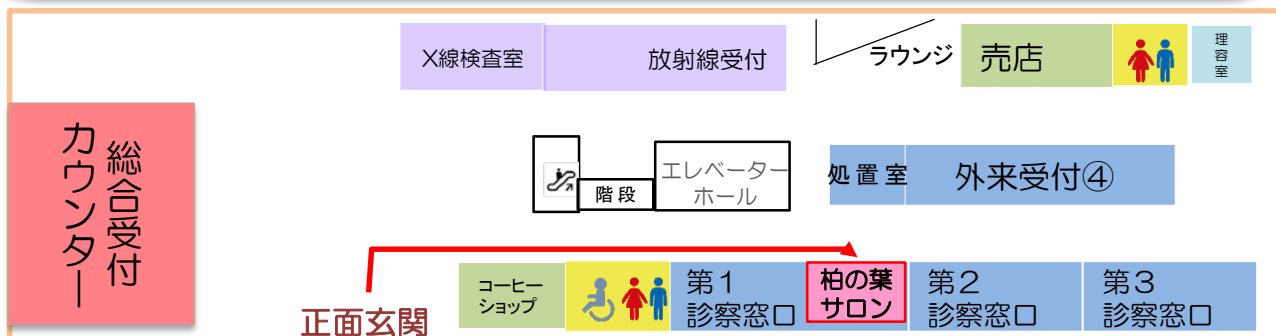 X線検査室
放射線受付
ラウンジ
売店
理容室
総合受付
カウンター
階段
エレベーター
ホール
処置室
外来受付④
正面玄関
コーヒー
ショップ
第1
診察窓口
柏の葉
サロン
第2
診察窓口
第3
診察窓口